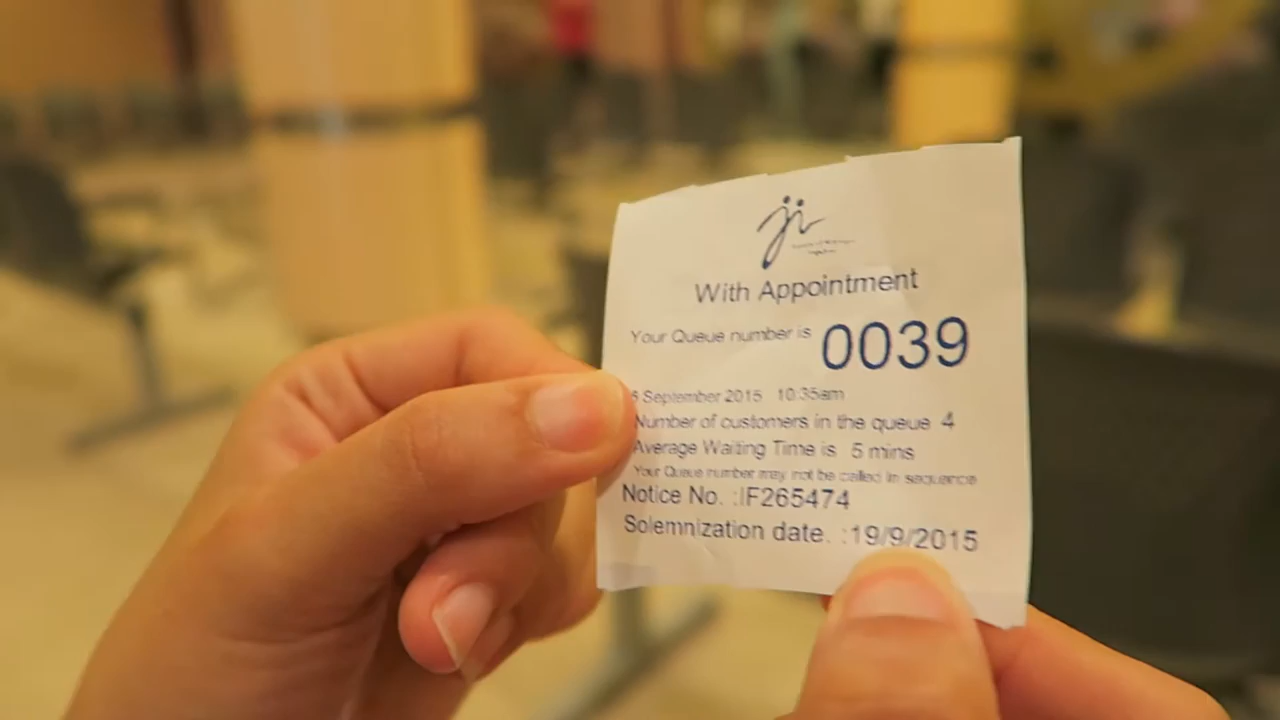 With Appointment
Your Queue number is 0039
September 2015 10:35am
Number of customers in the queue 4
Average Waiting Time is 5 mins
Your Queue number may not be called in sequence
Notice No. :IF265474
Solemnization date. :19/9/2015